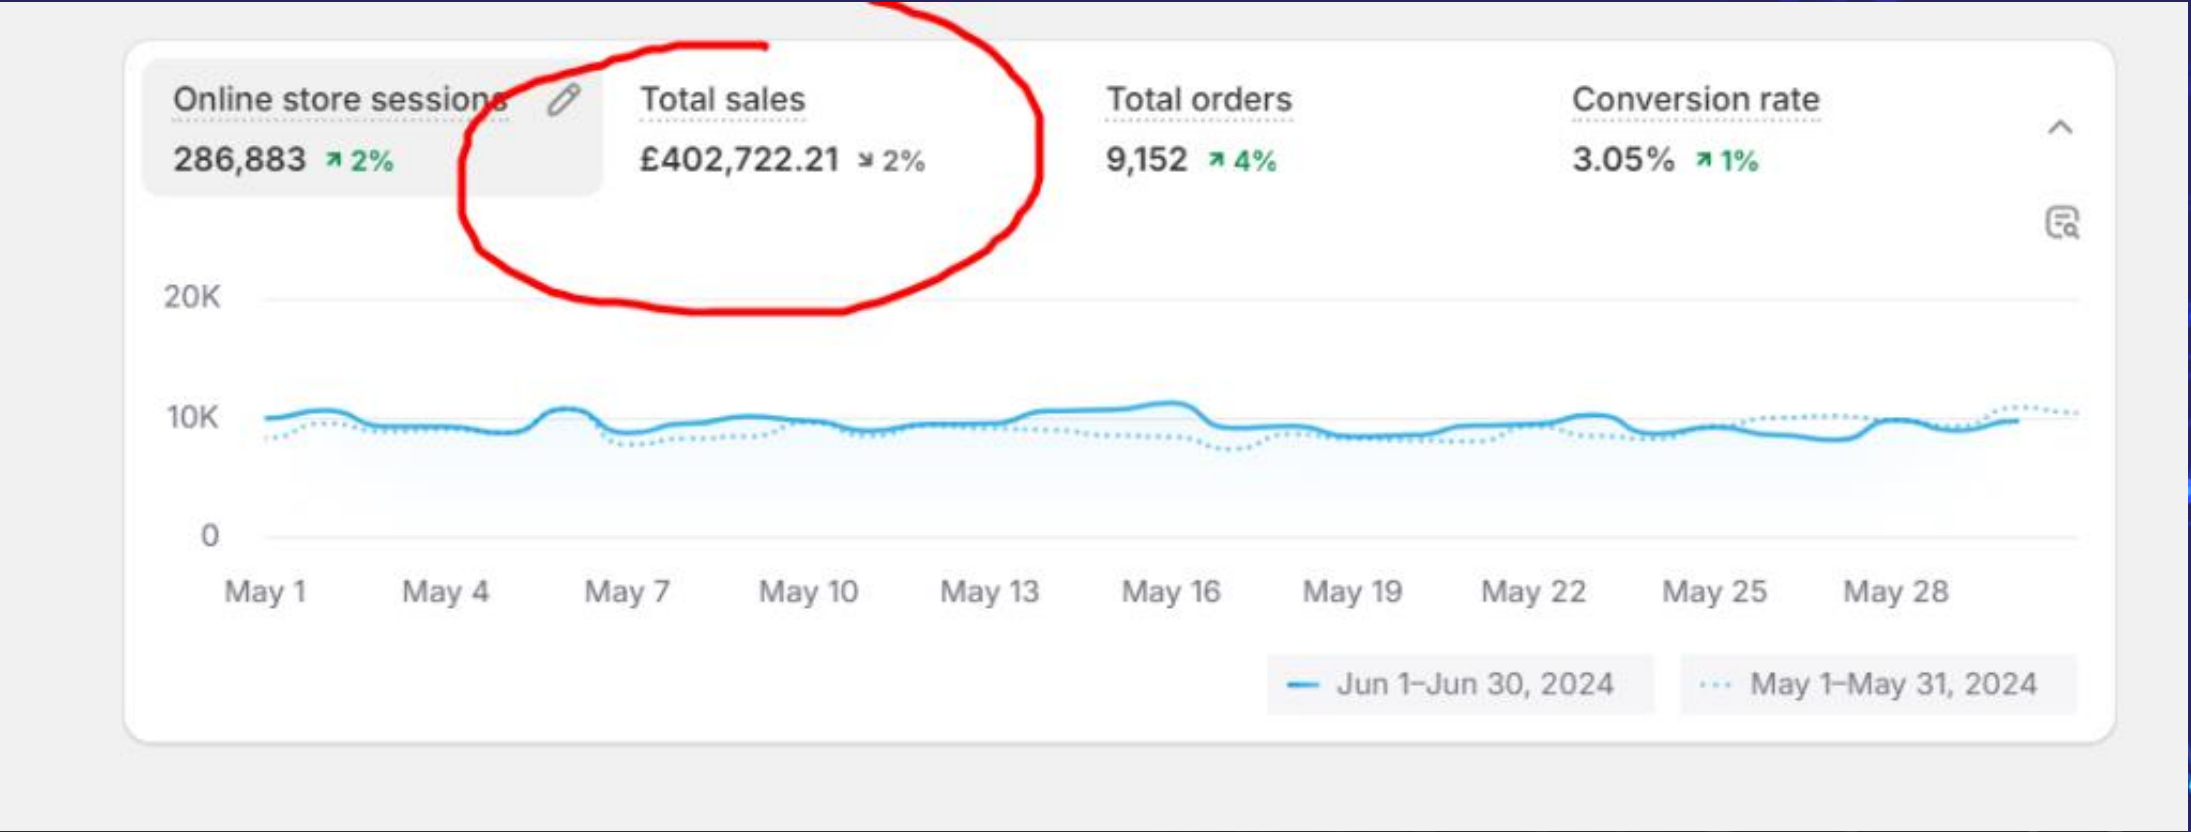 Online store sessions
286,883 2%
Total sales
£402,722.21 2%
Total orders
9,152 4%
Conversion rate
3.05% 1%
20K
10K
0
May 1 May 4 May 7 May 10 May 13 May 16 May 19 May 22 May 25 May 28
Jun 1–Jun 30, 2024 May 1–May 31, 2024